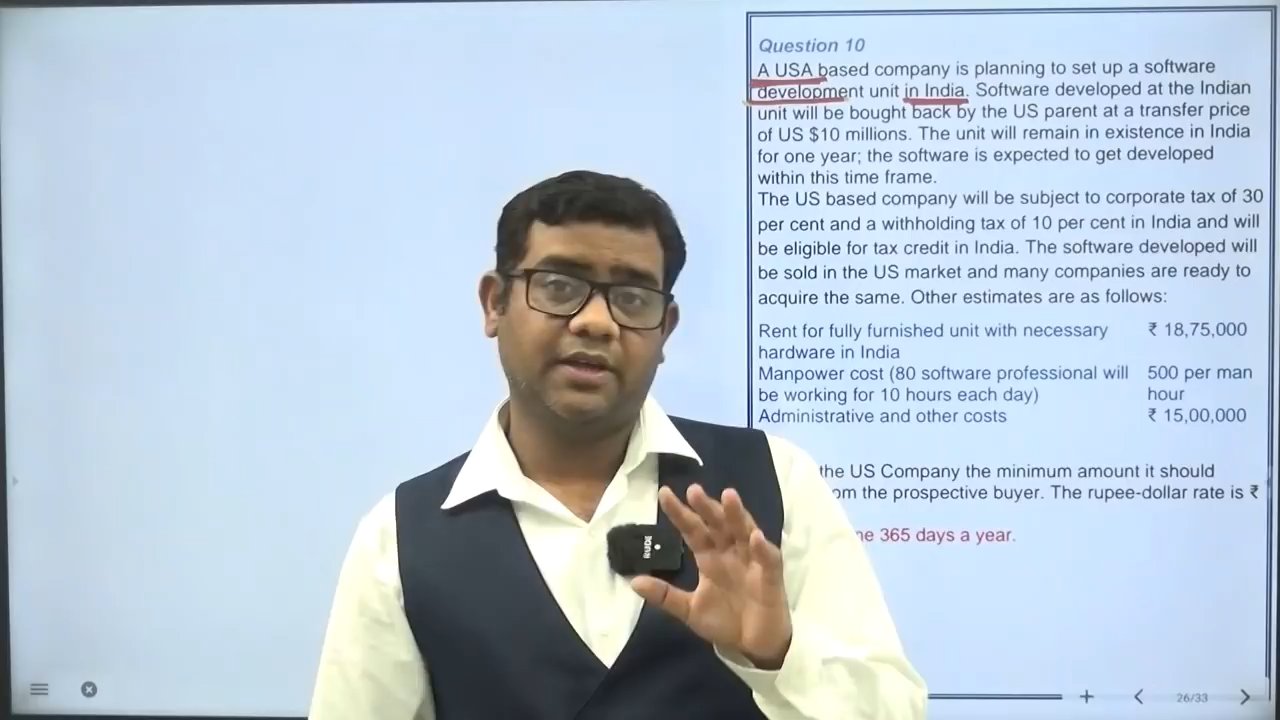 Question 10
A USA based company is planning to set up a software
development unit in India. Software developed at the Indian
unit will be bought back by the US parent at a transfer price
of US $10 millions. The unit will remain in existence in India
for one year; the software is expected to get developed
within this time frame.
The US based company will be subject to corporate tax of 30
per cent and a withholding tax of 10 per cent in India and will
be eligible for tax credit in India. The software developed will
be sold in the US market and many companies are ready to
acquire the same. Other estimates are as follows:
Rent for fully furnished unit with necessary ₹ 18,75,000
hardware in India
Manpower cost (80 software professional will 500 per man
be working for 10 hours each day) hour
Administrative and other costs ₹ 15,00,000
the US Company the minimum amount it should
the prospective buyer. The rupee-dollar rate is ₹
365 days a year.
RODE
26/33